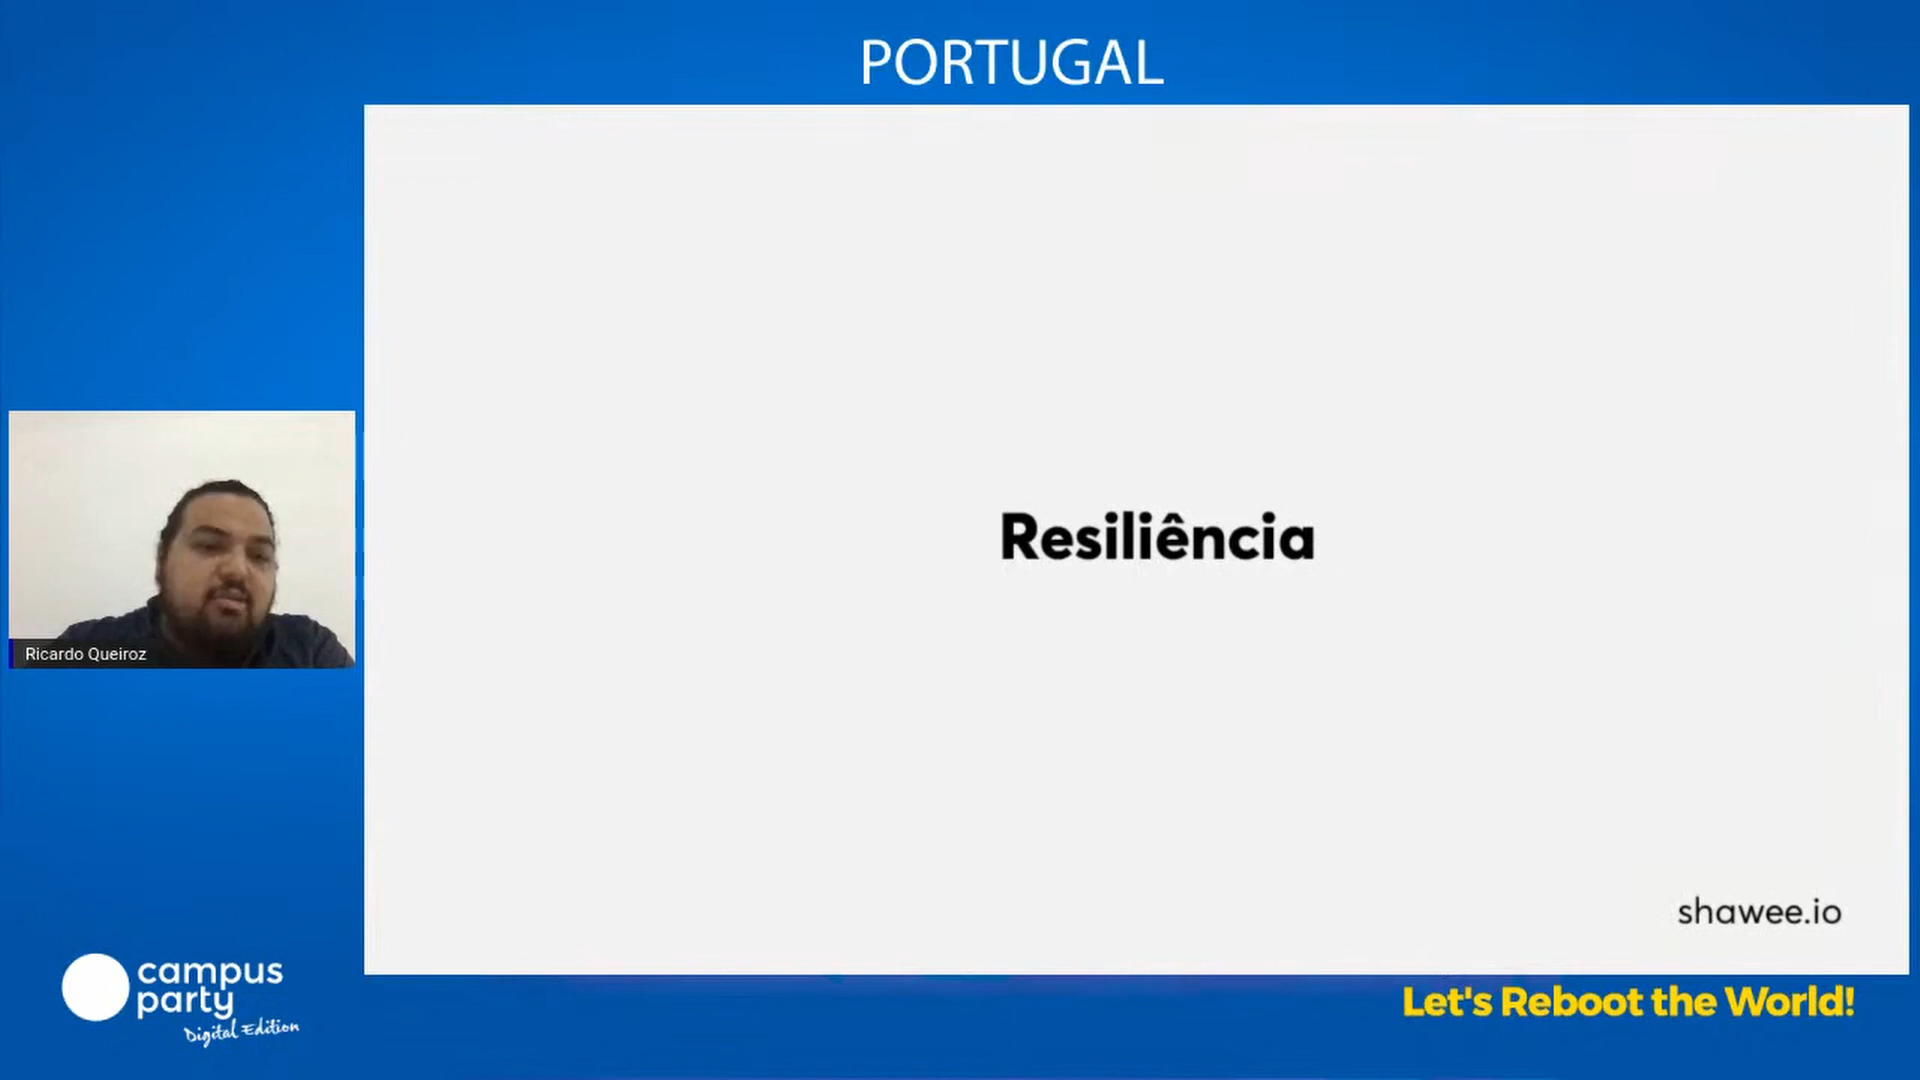 PORTUGAL
Resiliência
Ricardo Queiroz
shawee.io
campus
party
Digital Edition
Let's Reboot the World!